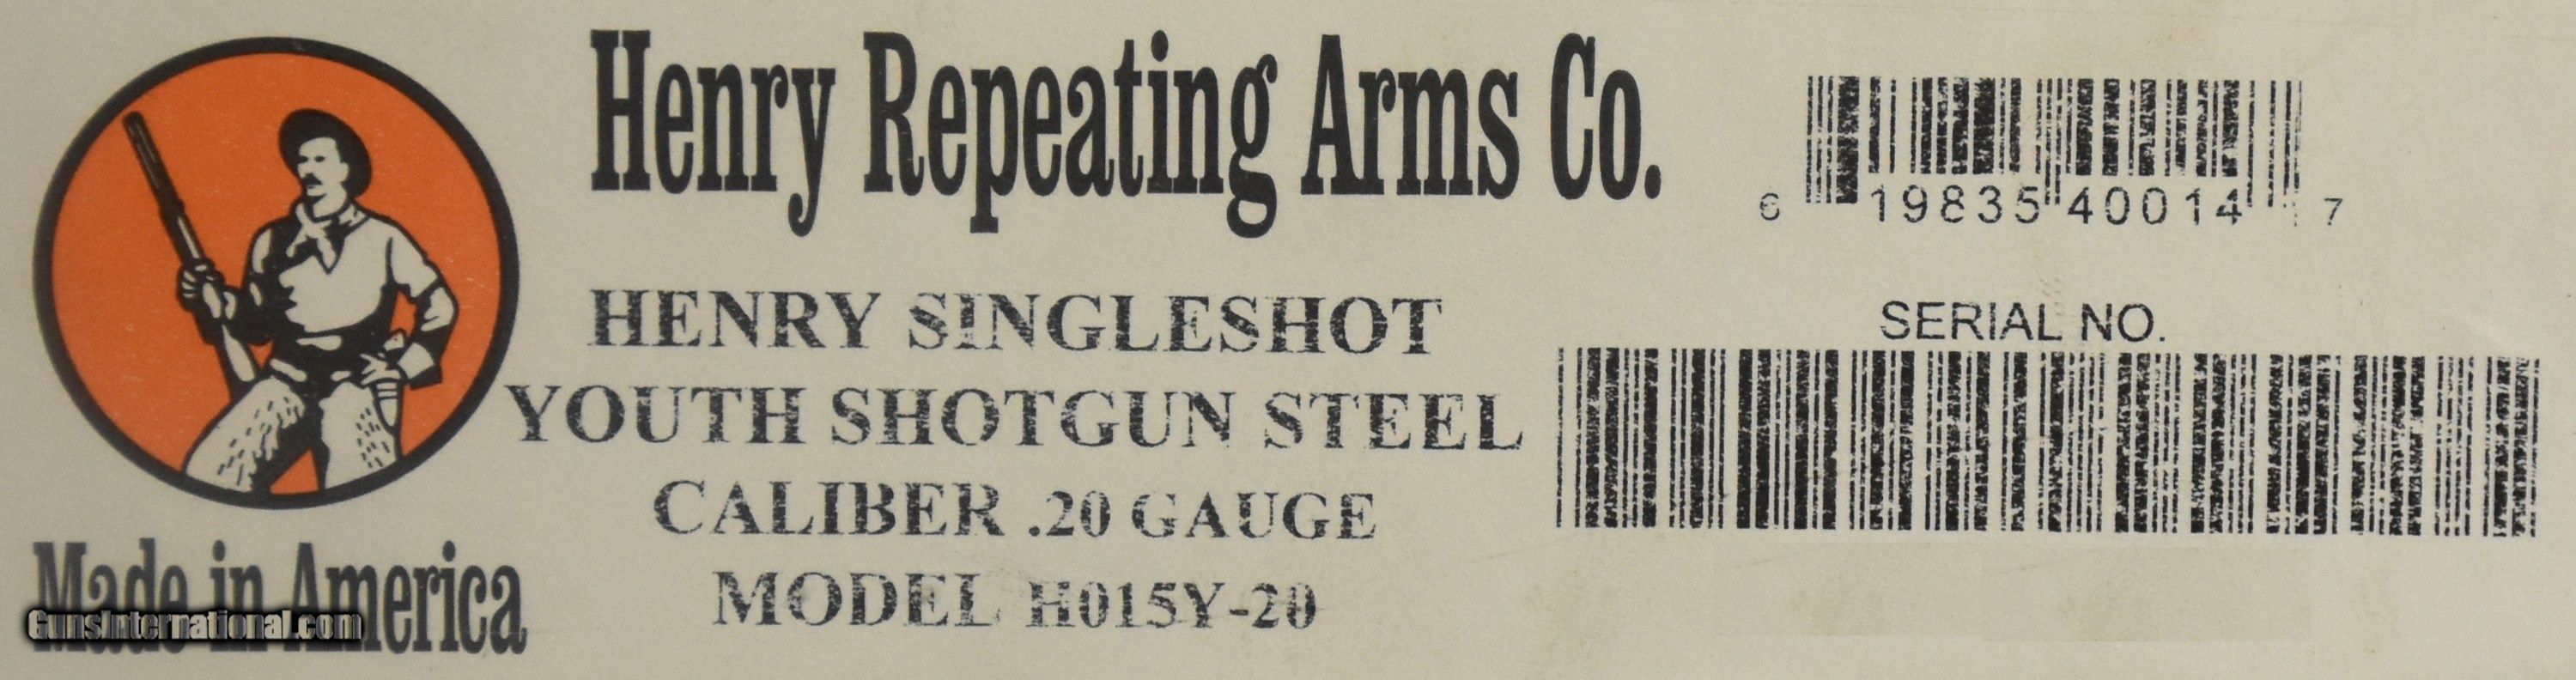 Henry Repeating Arms Co.
HENRY SINGLESHOT
YOUTH SHOTGUN STEEL
CALIBER .20 GAUGE
MODEL H015Y-20
Made in America
GunsInternational.com
6 19835 40014 7
SERIAL NO.